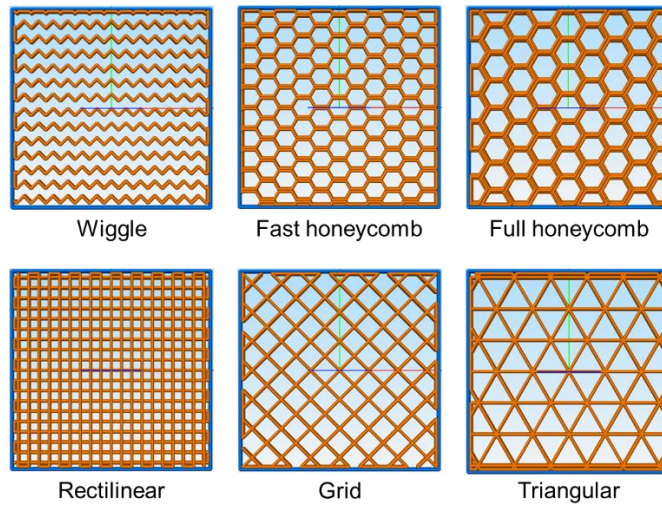 Wiggle
Fast honeycomb
Full honeycomb
Rectilinear
Grid
Triangular